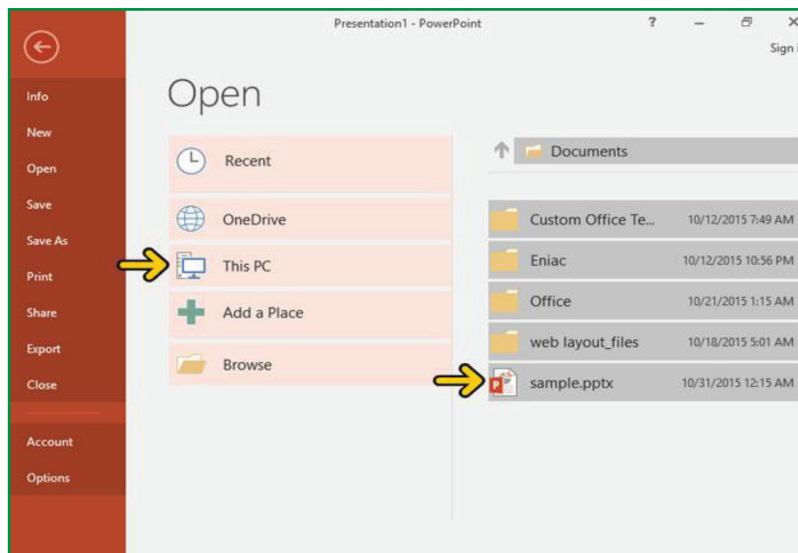 Presentation1 - PowerPoint
?
Sign i
Info
New
Open
Save
Save As
Print
Share
Export
Close
Account
Options
Open
Recent
OneDrive
This PC
Add a Place
Browse
Documents
Custom Office Te... 10/12/2015 7:49 AM
Eniac 10/12/2015 10:56 PM
Office 10/21/2015 1:15 AM
web layout_files 10/18/2015 5:01 AM
P sample.pptx 10/31/2015 12:15 AM